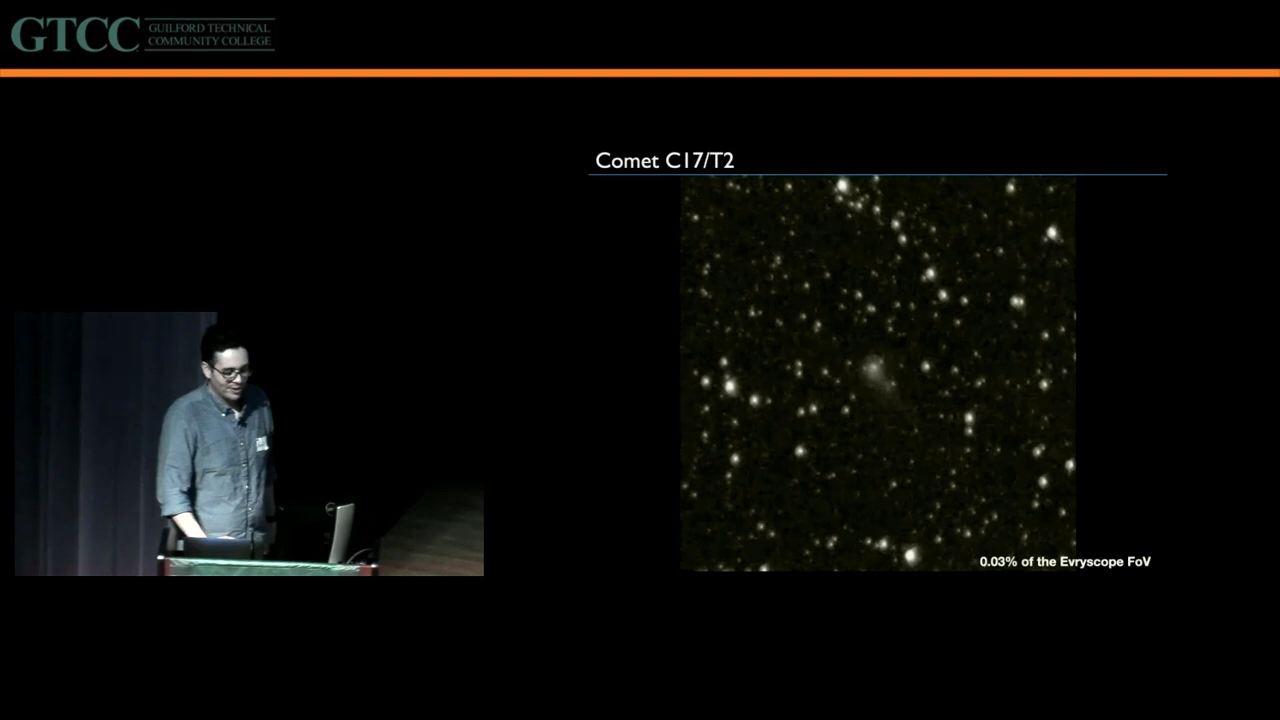 GTCC
GUILFORD TECHNICAL
COMMUNITY COLLEGE
Comet C17/T2
0.03% of the Evryscope FoV